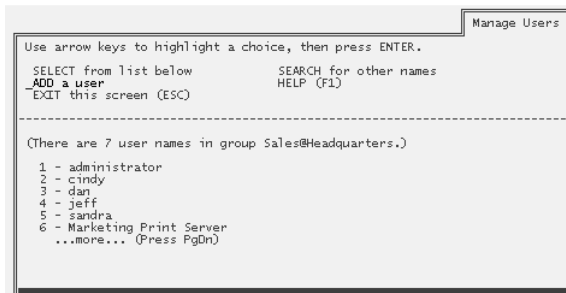 Manage Users
Use arrow keys to highlight a choice, then press ENTER.
SELECT from list below SEARCH for other names
_ADD a user HELP (F1)
EXIT this screen (ESC)
(There are 7 user names in group Sales@Headquarters.)
1 - administrator
2 - cindy
3 - dan
4 - jeff
5 - sandra
6 - Marketing Print Server
...more... (Press PgDn)